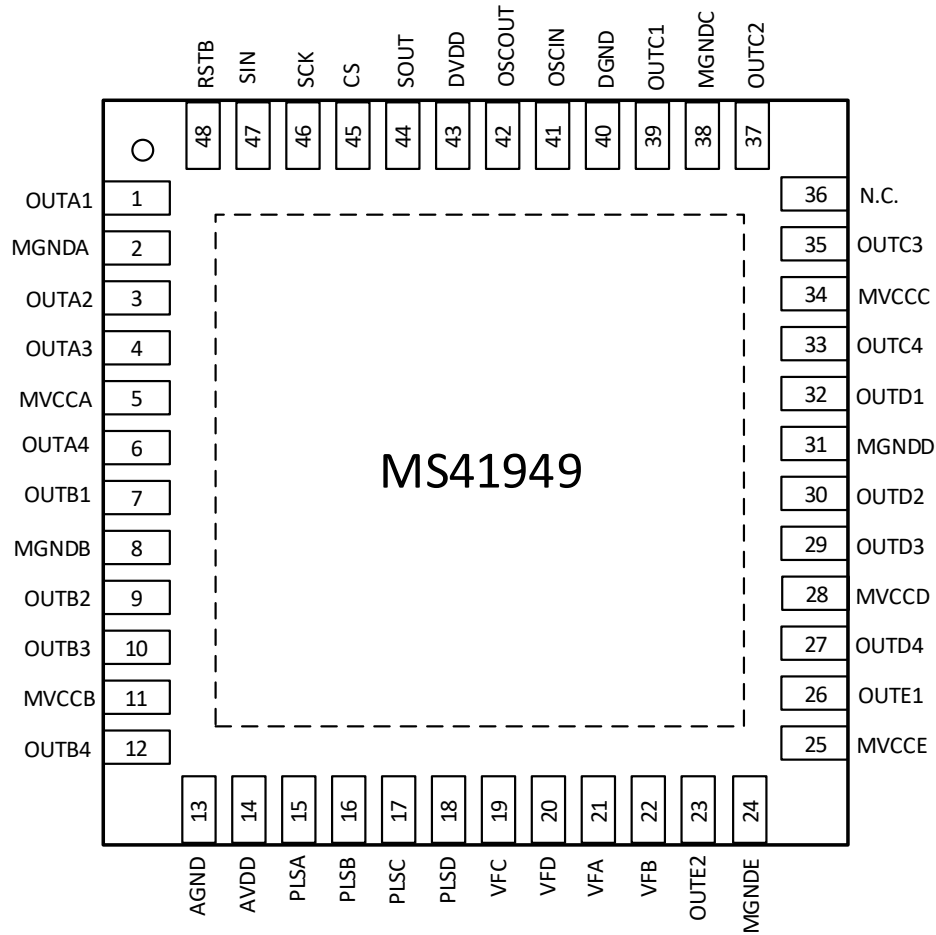 RSTB SIN SCK CS SOUT DVDD OSCOUT OSCIN DGND OUTC1 MGNDC OUTC2
48 47 46 45 44 43 42 41 40 39 38 37
OUTA1 1
MGNDA 2
OUTA2 3
OUTA3 4
MVCCA 5
OUTA4 6
OUTB1 7
MGNDB 8
OUTB2 9
OUTB3 10
MVCCB 11
OUTB4 12
MS41949
36 N.C.
35 OUTC3
34 MVCCC
33 OUTC4
32 OUTD1
31 MGNDD
30 OUTD2
29 OUTD3
28 MVCCD
27 OUTD4
26 OUTE1
25 MVCCE
13 14 15 16 17 18 19 20 21 22 23 24
AGND AVDD PLSA PLSB PLSC PLSD VFC VFD VFA VFB OUTE2 MGNDE